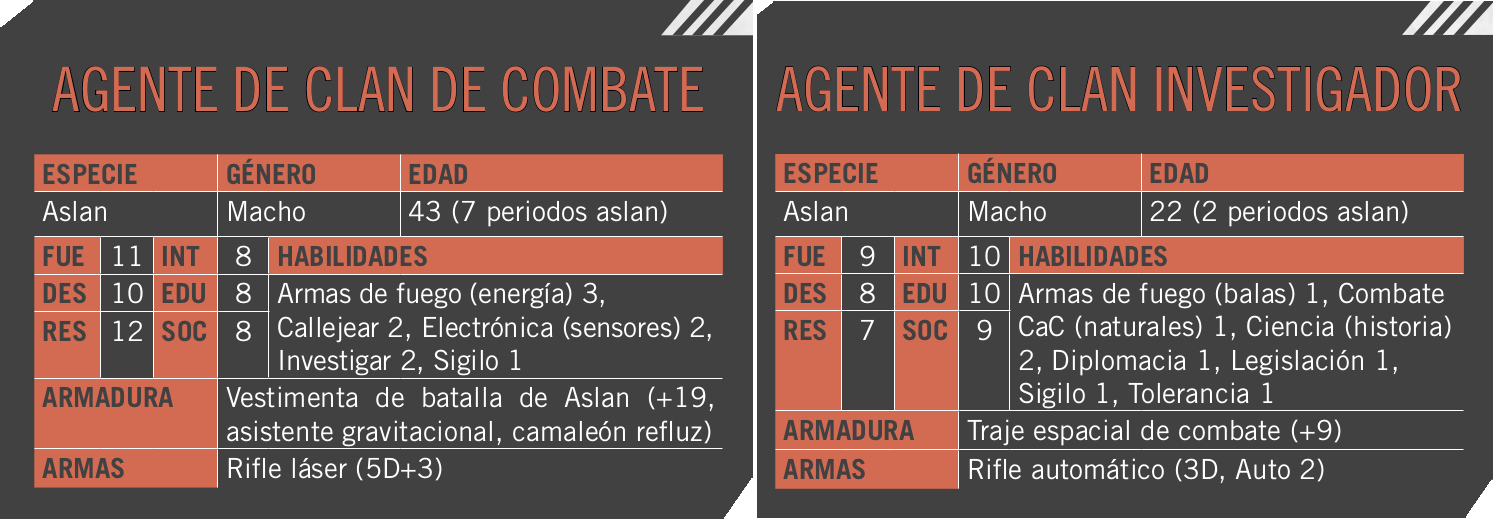 AGENTE DE CLAN DE COMBATE
ESPECIE GÉNERO EDAD
Aslan Macho 43 (7 periodos aslan)
FUE 11 INT 8 HABILIDADES
DES 10 EDU 8 Armas de fuego (energía) 3,
RES 12 SOC 8 Callejear 2, Electrónica (sensores) 2,
Investigar 2, Sigilo 1
ARMADURA Vestimenta de batalla de Aslan (+19,
asistente gravitacional, camaleón refluz)
ARMAS Rifle láser (5D+3)
AGENTE DE CLAN INVESTIGADOR
ESPECIE GÉNERO EDAD
Aslan Macho 22 (2 periodos aslan)
FUE 9 INT 10 HABILIDADES
DES 8 EDU 10 Armas de fuego (balas) 1, Combate
RES 7 SOC 9 CaC (naturales) 1, Ciencia (historia)
2, Diplomacia 1, Legislación 1,
Sigilo 1, Tolerancia 1
ARMADURA Traje espacial de combate (+9)
ARMAS Rifle automático (3D, Auto 2)